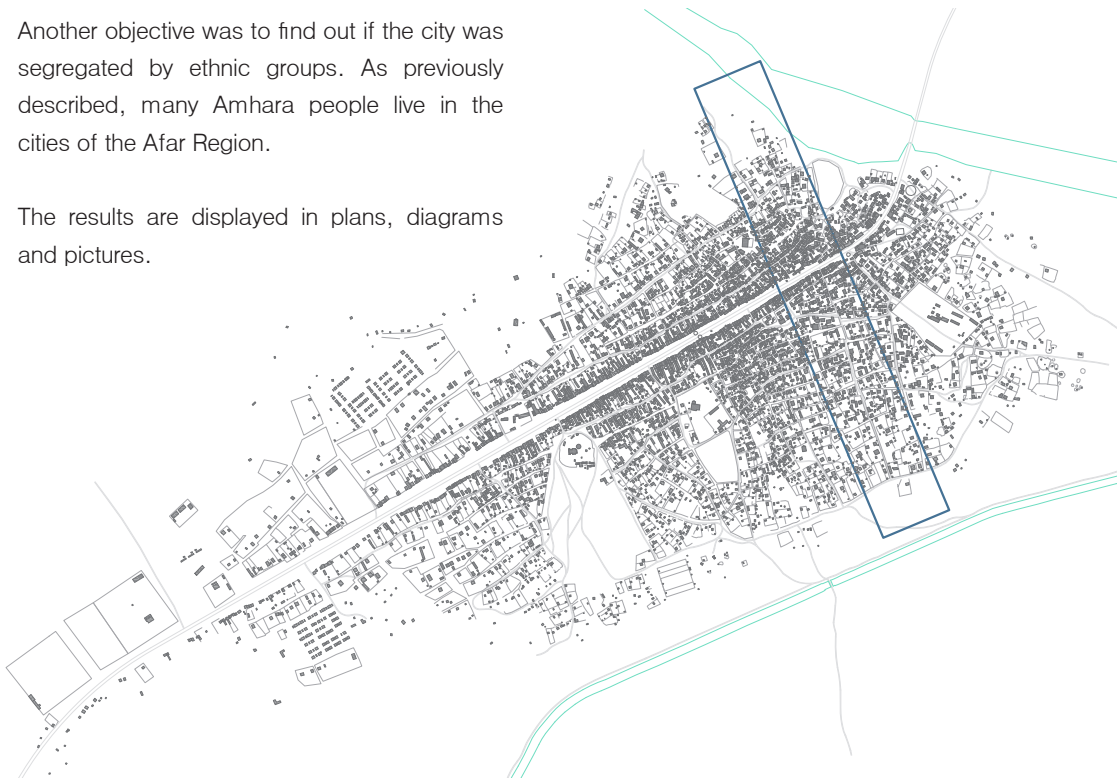 Another objective was to find out if the city was
segregated by ethnic groups. As previously
described, many Amhara people live in the
cities of the Afar Region.
The results are displayed in plans, diagrams
and pictures.